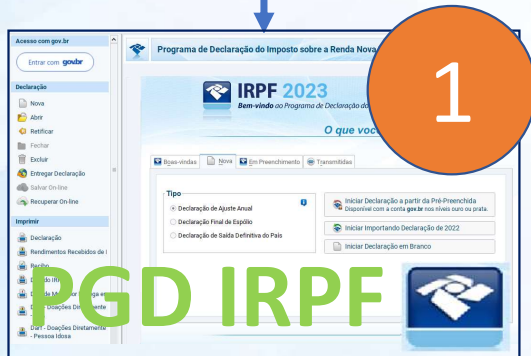 Acesso com gov.br
Entrar com gov.br
Programa de Declaração do Imposto sobre a Renda
1
Declaração
Nova
Abrir
Retificar
Fechar
Excluir
Entregar Declaração
Salvar On-line
Recuperar On-line
IRPF 2023
Bem-vindo ao Programa de Declaração do
O que você
Boas-vindas
Nova
Em Preenchimento
Transmitidas
Tipo
Declaração de Ajuste Anual
Declaração Final de Espólio
Declaração de Saída Definitiva do País
Iniciar Declaração a partir da Pré-Preenchida
Disponível com a conta gov.br nos níveis ouro ou prata.
Iniciar Importando Declaração de 2022
Iniciar Declaração em Branco
Imprimir
Declaração
Rendimentos Recebidos de
Recibo
Doações Diretamente
Darf - Doações Diretamente
- Pessoa Idosa
PGD IRPF